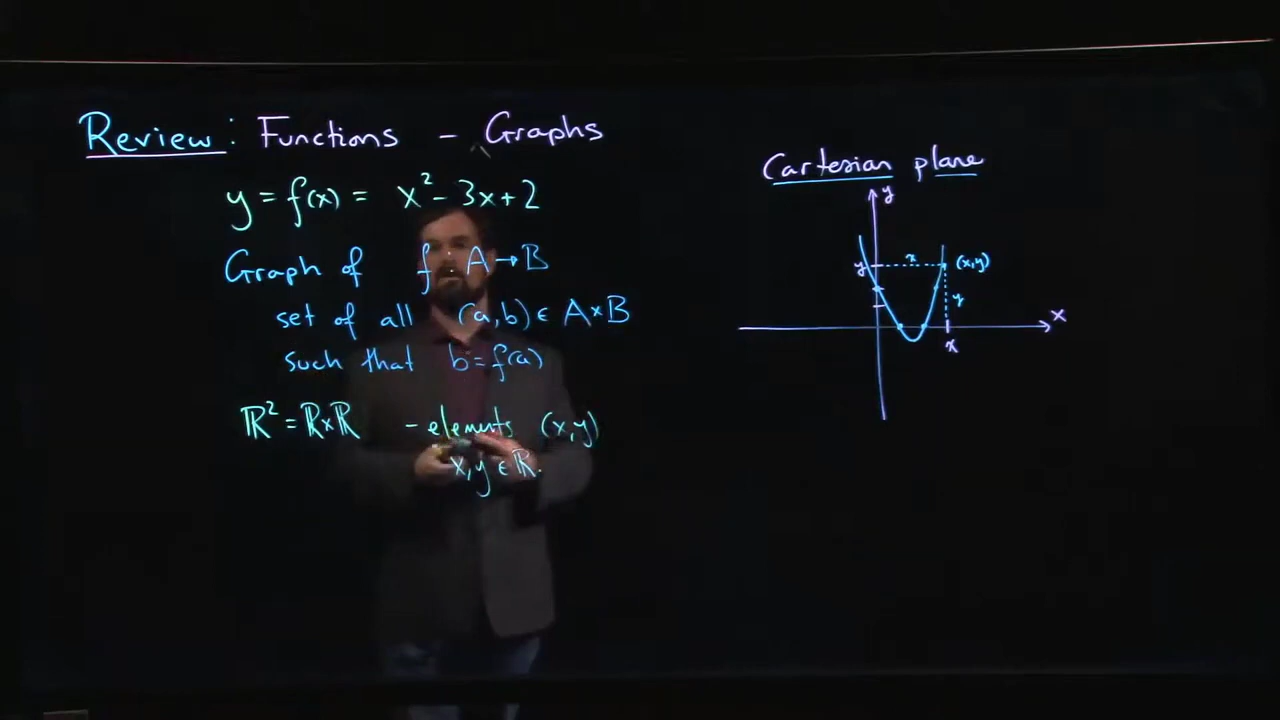 Review: Functions - Graphs
y = f(x) = x² - 3x + 2
Graph of f: A → B
set of all (a,b) ∈ A × B
such that b = f(a)
ℝ² = ℝ×ℝ - elements (x,y)
x,y ∈ ℝ.
Cartesian plane
y
y x (x,y)
y
x
x